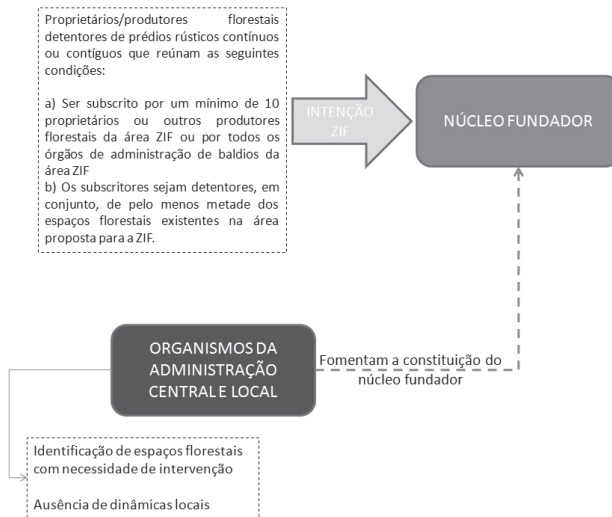 Proprietários/produtores florestais
detentores de prédios rústicos contínuos
ou contíguos que reúnam as seguintes
condições:
a) Ser subscrito por um mínimo de 10
proprietários ou outros produtores
florestais da área ZIF ou por todos os
órgãos de administração de baldios da
área ZIF
b) Os subscritores sejam detentores, em
conjunto, de pelo menos metade dos
espaços florestais existentes na área
proposta para a ZIF.
INTENÇÃO
ZIF
NÚCLEO FUNDADOR
ORGANISMOS DA
ADMINISTRAÇÃO
CENTRAL E LOCAL
Fomentam a constituição do
núcleo fundador
Identificação de espaços florestais
com necessidade de intervenção
Ausência de dinâmicas locais